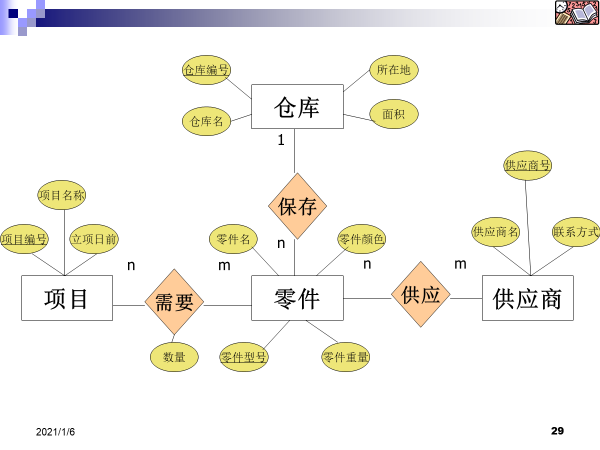 仓库编号
所在地
仓库
仓库名
面积
1
供应商号
项目名称
保存
项目编号
立项日前
零件名
n
零件颜色
供应商名
联系方式
n
m
n
m
项目
需要
零件
供应
供应商
数量
零件型号
零件重量
2021/1/6
29